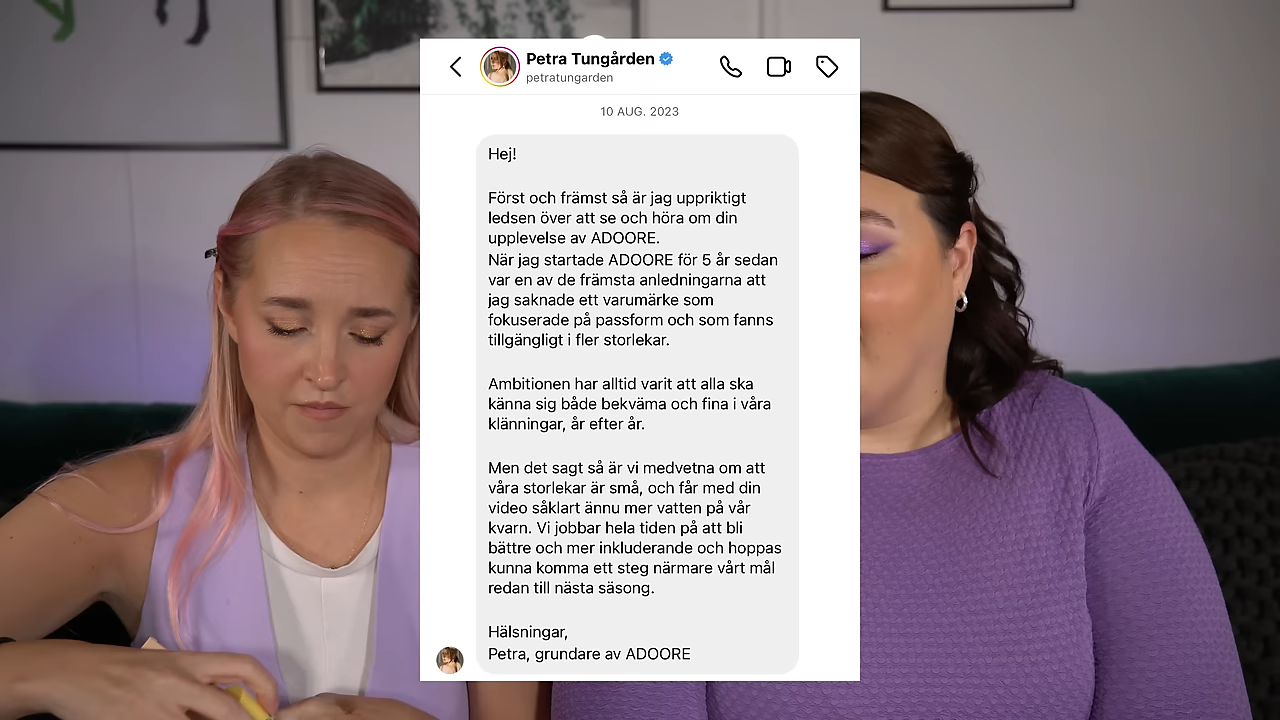 Petra Tungården
petratungarden
10 AUG. 2023
Hej!
Först och främst så är jag uppriktigt
ledsen över att se och höra om din
upplevelse av ADOORE.
När jag startade ADOORE för 5 år sedan
var en av de främsta anledningarna att
jag saknade ett varumärke som
fokuserade på passform och som fanns
tillgängligt i fler storlekar.
Ambitionen har alltid varit att alla ska
känna sig både bekväma och fina i våra
klänningar, år efter år.
Men det sagt så är vi medvetna om att
våra storlekar är små, och får med din
video såklart ännu mer vatten på vår
kvarn. Vi jobbar hela tiden på att bli
bättre och mer inkluderande och hoppas
kunna komma ett steg närmare vårt mål
redan till nästa säsong.
Hälsningar,
Petra, grundare av ADOORE